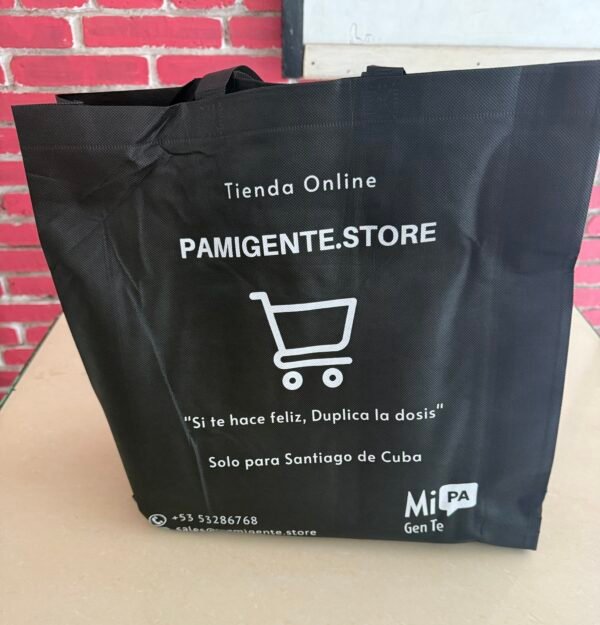 Tienda Online
PAMIGENTE.STORE
"Si te hace feliz, Duplica la dosis"
Solo para Santiago de Cuba
+53 53286768
Mi PA
Gen Te